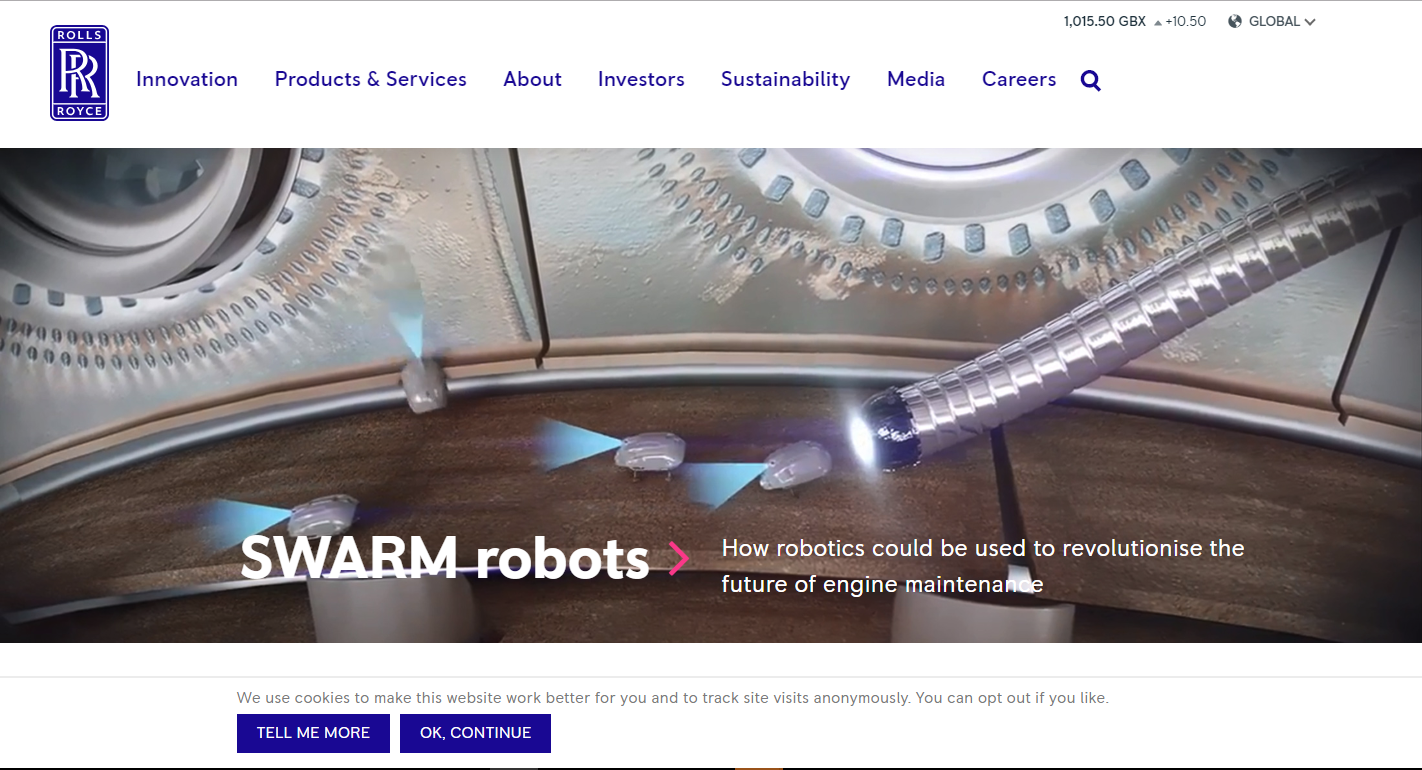 1,015.50 GBX +10.50 GLOBAL
ROLLS
RR
ROYCE
Innovation Products & Services About Investors Sustainability Media Careers
SWARM robots
How robotics could be used to revolutionise the
future of engine maintenance
We use cookies to make this website work better for you and to track site visits anonymously. You can opt out if you like.
TELL ME MORE OK, CONTINUE